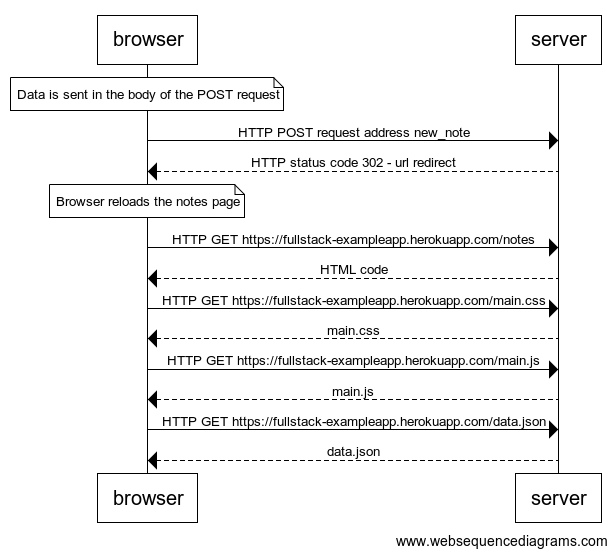 browser server
Data is sent in the body of the POST request
HTTP POST request address new_note
HTTP status code 302 - url redirect
Browser reloads the notes page
HTTP GET https://fullstack-exampleapp.herokuapp.com/notes
HTML code
HTTP GET https://fullstack-exampleapp.herokuapp.com/main.css
main.css
HTTP GET https://fullstack-exampleapp.herokuapp.com/main.js
main.js
HTTP GET https://fullstack-exampleapp.herokuapp.com/data.json
data.json
browser server
www.websequencediagrams.com